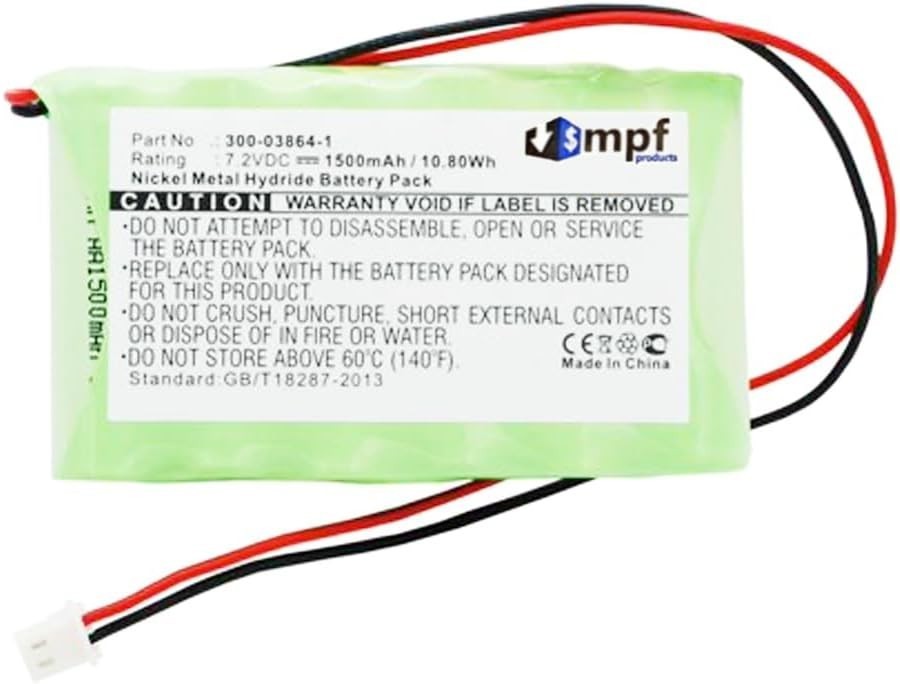 Part No : 300-03864-1
Rating : 7.2VDC ⎓ 1500mAh / 10.80Wh
Nickel Metal Hydride Battery Pack
$ mpf
products
CAUTION WARRANTY VOID IF LABEL IS REMOVED
•DO NOT ATTEMPT TO DISASSEMBLE, OPEN OR SERVICE
THE BATTERY PACK.
•REPLACE ONLY WITH THE BATTERY PACK DESIGNATED
FOR THIS PRODUCT.
•DO NOT CRUSH, PUNCTURE, SHORT EXTERNAL CONTACTS
OR DISPOSE OF IN FIRE OR WATER.
•DO NOT STORE ABOVE 60°C (140°F).
Standard:GB/T18287-2013
CE
Made In China
1500mAh